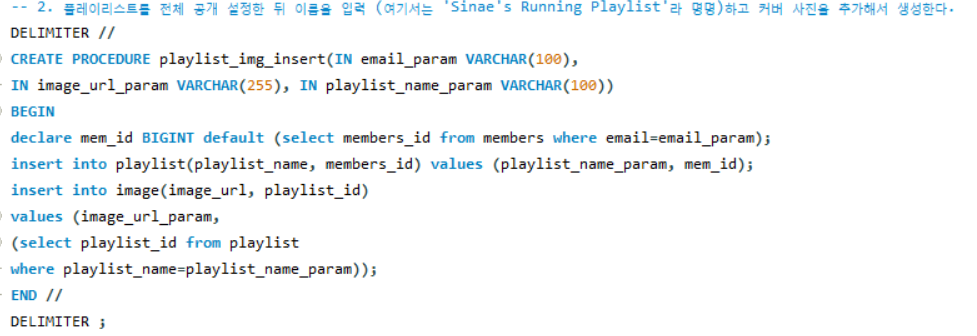 -- 2. 플레이리스트를 전체 공개 설정한 뒤 이름을 입력 (여기서는 'Sinae's Running Playlist'라 명명)하고 커버 사진을 추가해서 생성한다.
DELIMITER //
CREATE PROCEDURE playlist_img_insert(IN email_param VARCHAR(100),
IN image_url_param VARCHAR(255), IN playlist_name_param VARCHAR(100))
BEGIN
declare mem_id BIGINT default (select members_id from members where email=email_param);
insert into playlist(playlist_name, members_id) values (playlist_name_param, mem_id);
insert into image(image_url, playlist_id)
values (image_url_param,
(select playlist_id from playlist
where playlist_name=playlist_name_param));
END //
DELIMITER ;